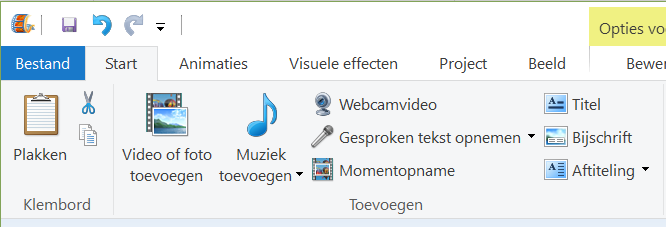 Opties vo
Bestand Start Animaties Visuele effecten Project Beeld Bewer
Plakken
Video of foto
toevoegen
Muziek
toevoegen
Webcamvideo
Gesproken tekst opnemen
Momentopname
Titel
Bijschrift
Aftiteling
Klembord
Toevoegen